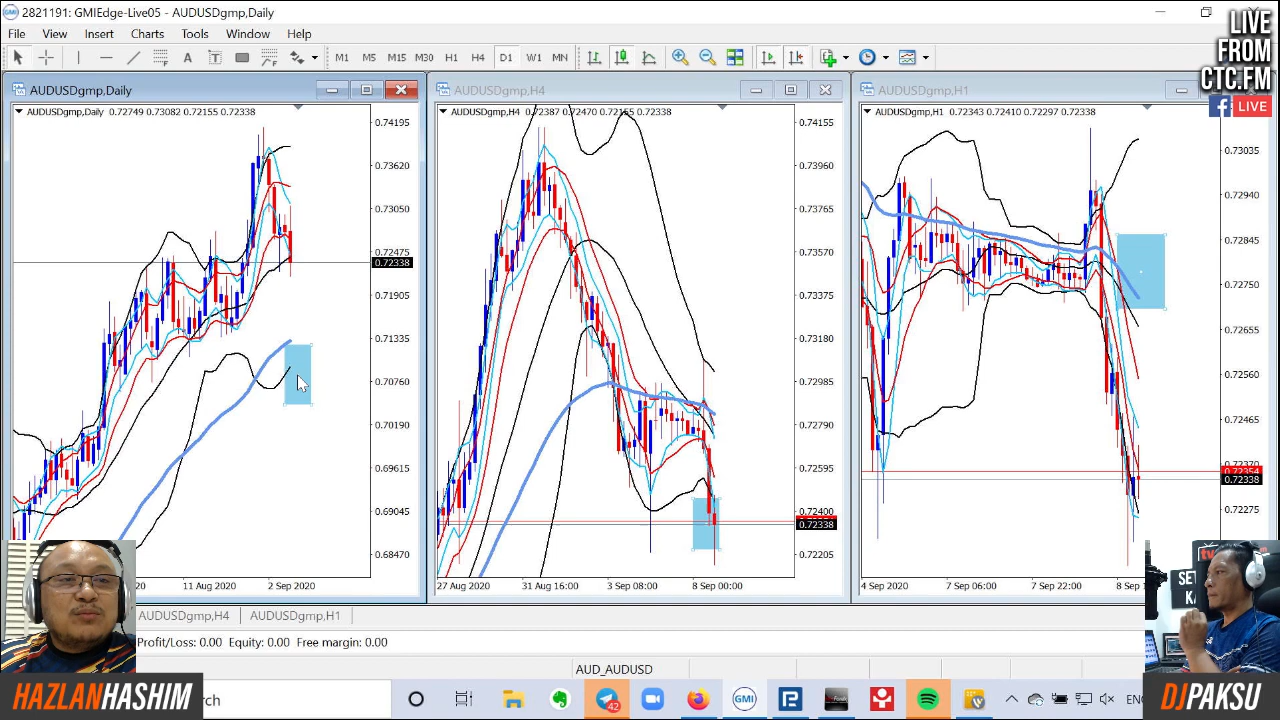 2821191: GMIEdge-Live05 - AUDUSDgmp,Daily
LIVE
FROM
CTC.FM
LIVE
File View Insert Charts Tools Window Help
M1 M5 M15 M30 H1 H4 D1 W1 MN
AUDUSDgmp,Daily
AUDUSDgmp,Daily 0.72749 0.73082 0.72155 0.72338
0.74195
0.73620
0.73050
0.72475
0.72338
0.71905
0.71335
0.70760
0.70190
0.69615
0.69045
0.68470
11 Aug 2020 2 Sep 2020
AUDUSDgmp,H4
AUDUSDgmp,H4 0.72387 0.72470 0.72155 0.72338
0.74155
0.73960
0.73765
0.73570
0.73375
0.73180
0.72985
0.72790
0.72595
0.72400
0.72338
0.72205
27 Aug 2020 31 Aug 16:00 3 Sep 08:00 8 Sep 00:00
AUDUSDgmp,H1
AUDUSDgmp,H1 0.72343 0.72410 0.72297 0.72338
0.73035
0.72940
0.72845
0.72750
0.72655
0.72560
0.72465
0.72370
0.72354
0.72338
0.72275
4 Sep 2020 7 Sep 06:00 7 Sep 22:00 8 Sep
AUDUSDgmp,H4 AUDUSDgmp,H1
Profit/Loss: 0.00 Equity: 0.00 Free margin: 0.00
AUD_AUDUSD
SET
KA
HAZLANHASHIM
rch
42
GMI
DJPAKSU